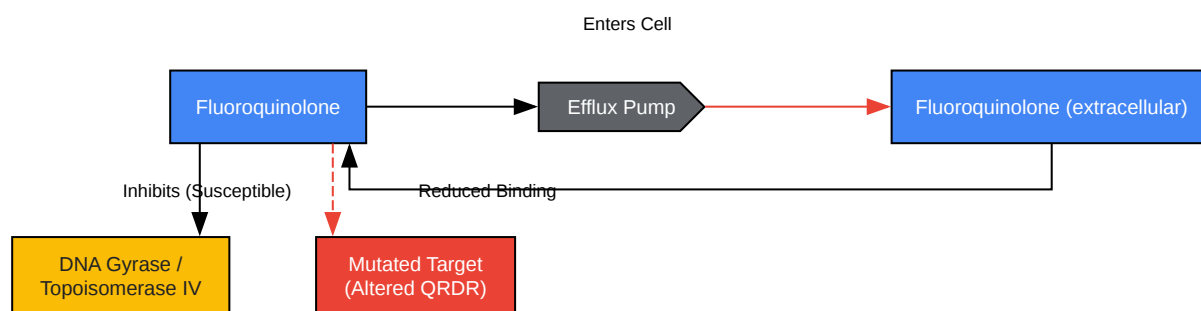 Enters Cell
Fluoroquinolone
Efflux Pump
Fluoroquinolone (extracellular)
Inhibits (Susceptible)
Reduced Binding
DNA Gyrase /
Topoisomerase IV
Mutated Target
(Altered QRDR)